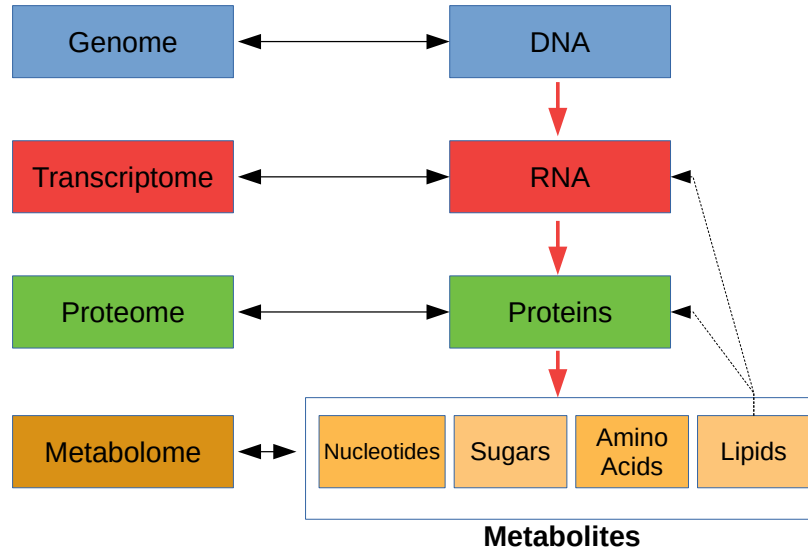 Genome
DNA
Transcriptome
RNA
Proteome
Proteins
Metabolome
Nucleotides
Sugars
Amino
Acids
Lipids
Metabolites